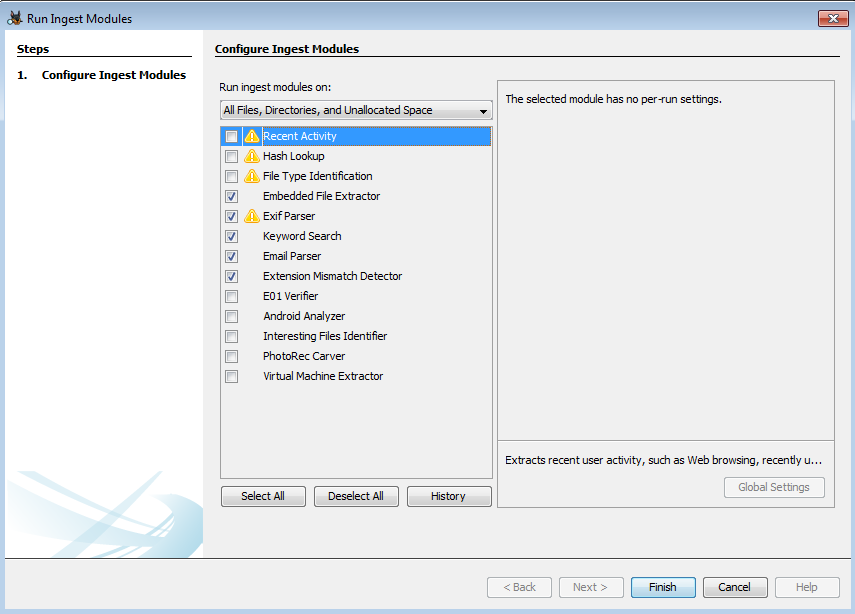 Run Ingest Modules
Steps
1. Configure Ingest Modules
Configure Ingest Modules
Run ingest modules on:
All Files, Directories, and Unallocated Space
Recent Activity
Hash Lookup
File Type Identification
Embedded File Extractor
Exif Parser
Keyword Search
Email Parser
Extension Mismatch Detector
E01 Verifier
Android Analyzer
Interesting Files Identifier
PhotoRec Carver
Virtual Machine Extractor
Select All
Deselect All
History
The selected module has no per-run settings.
Extracts recent user activity, such as Web browsing, recently u...
Global Settings
< Back
Next >
Finish
Cancel
Help